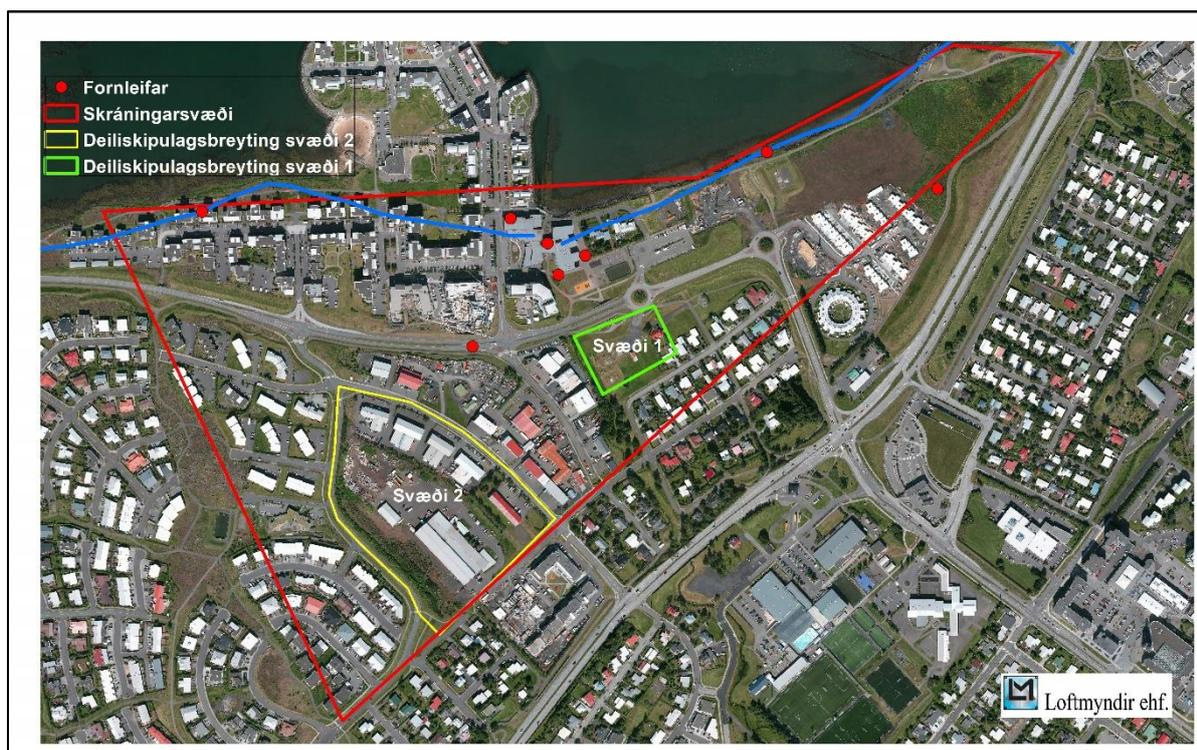 Fornleifar
Skráningarsvæði
Deiliskipulagsbreyting svæði 2
Deiliskipulagsbreyting svæði 1
Svæði 1
Svæði 2
M Loftmyndir ehf.